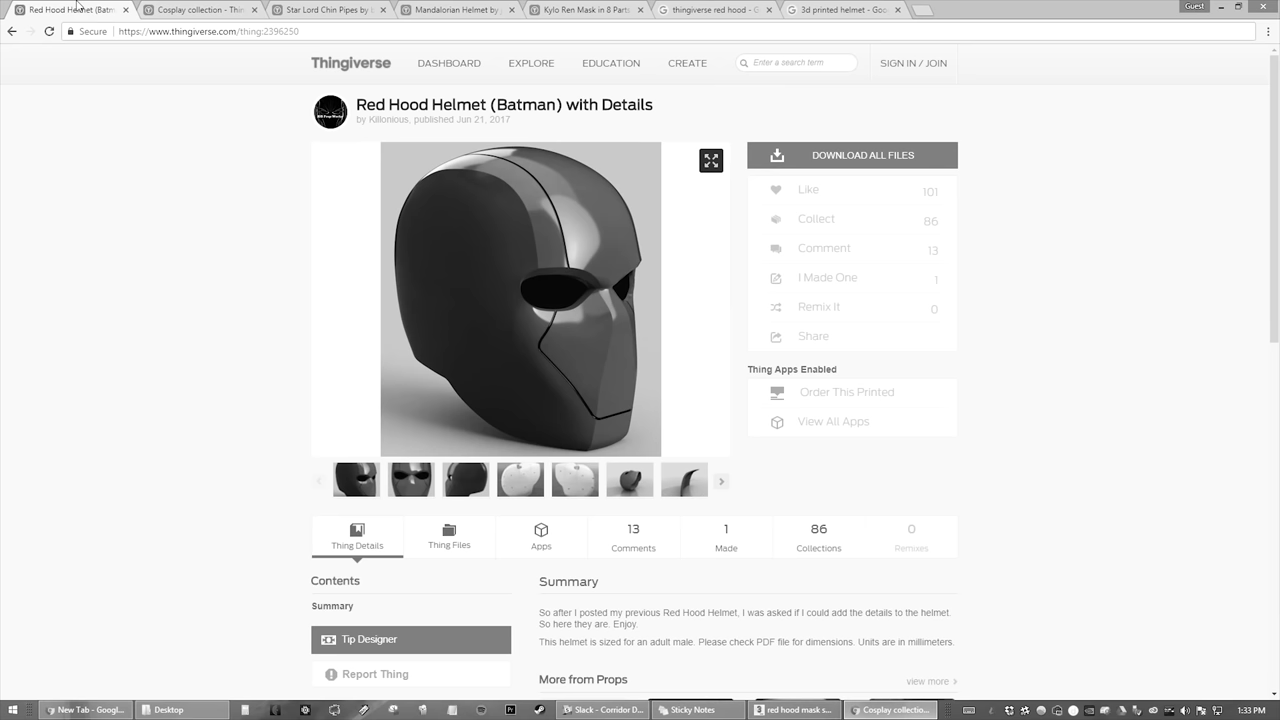 Red Hood Helmet (Batm
Cosplay collection - Thin
Star Lord Chin Pipes by
Mandalorian Helmet by
Kylo Ren Mask in 8 Parts
thingiverse red hood - G
3d printed helmet - Goo
Guest
Secure
https://www.thingiverse.com/thing:2396250
Thingiverse
DASHBOARD
EXPLORE
EDUCATION
CREATE
Enter a search term
SIGN IN / JOIN
Red Hood Helmet (Batman) with Details
by Killonious, published Jun 21, 2017
DOWNLOAD ALL FILES
Like 101
Collect 86
Comment 13
I Made One 1
Remix It 0
Share
Thing Apps Enabled
Order This Printed
View All Apps
Thing Details
Thing Files
Apps
13 Comments
1 Made
86 Collections
0 Remixes
Contents
Summary
Tip Designer
Report Thing
Summary
So after I posted my previous Red Hood Helmet, I was asked if I could add the details to the helmet.
So here they are. Enjoy.
This helmet is sized for an adult male. Please check PDF file for dimensions. Units are in millimeters.
More from Props
view more
New Tab - Googl...
Desktop
Slack - Corridor D...
Sticky Notes
red hood mask s...
Cosplay collectio...
1:33 PM